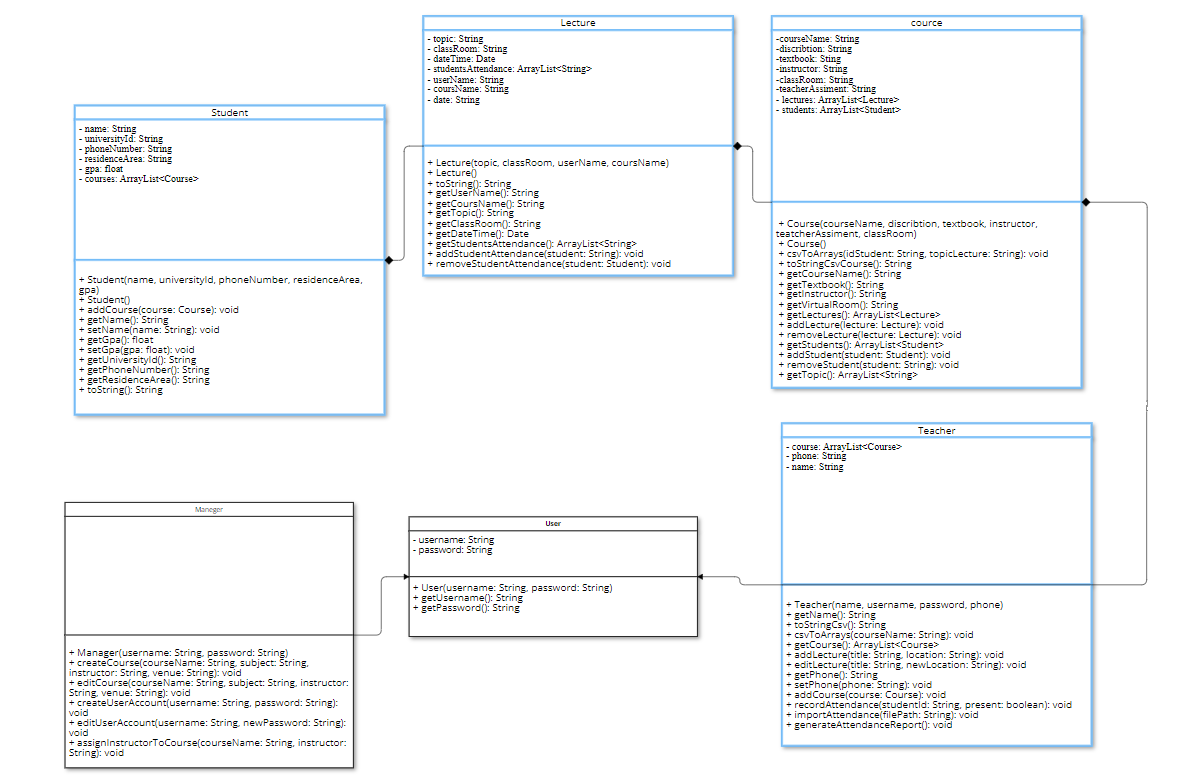 Lecture
- topic: String
- classRoom: String
- dateTime: Date
- studentsAttendance: ArrayList<String>
- userName: String
- coursName: String
- date: String
+ Lecture(topic, classRoom, userName, coursName)
+ Lecture()
+ toString(): String
+ getUserName(): String
+ getCoursName(): String
+ getTopic(): String
+ getClassRoom(): String
+ getDateTime(): Date
+ getStudentsAttendance(): ArrayList<String>
+ addStudentAttendance(student: String): void
+ removeStudentAttendance(student: Student): void
cource
-courseName: String
-discribtion: String
-textbook: Sting
-instructor: String
-classRoom: String
-teacherAssiment: String
- lectures: ArrayList<Lecture>
- students: ArrayList<Student>
+ Course(courseName, discribtion, textbook, instructor,
teatcherAssiment, classRoom)
+ Course()
+ csvToArrays(idStudent: String, topicLecture: String): void
+ toStringCsvCourse(): String
+ getCourseName(): String
+ getTextbook(): String
+ getInstructor(): String
+ getVirtualRoom(): String
+ getLectures(): ArrayList<Lecture>
+ addLecture(lecture: Lecture): void
+ removeLecture(lecture: Lecture): void
+ getStudents(): ArrayList<Student>
+ addStudent(student: Student): void
+ removeStudent(student: String): void
+ getTopic(): ArrayList<String>
Student
- name: String
- universityId: String
- phoneNumber: String
- residenceArea: String
- gpa: float
- courses: ArrayList<Course>
+ Student(name, universityId, phoneNumber, residenceArea,
gpa)
+ Student()
+ addCourse(course: Course): void
+ getName(): String
+ setName(name: String): void
+ getGpa(): float
+ setGpa(gpa: float): void
+ getUniversityId(): String
+ getPhoneNumber(): String
+ getResidenceArea(): String
+ toString(): String
Teacher
- course: ArrayList<Course>
- phone: String
- name: String
+ Teacher(name, username, password, phone)
+ getName(): String
+ toStringCsv(): String
+ csvToArrays(courseName: String): void
+ getCourse(): ArrayList<Course>
+ addLecture(title: String, location: String): void
+ editLecture(title: String, newLocation: String): void
+ getPhone(): String
+ setPhone(phone: String): void
+ addCourse(course: Course): void
+ recordAttendance(studentId: String, present: boolean): void
+ importAttendance(filePath: String): void
+ generateAttendanceReport(): void
Maneger
+ Manager(username: String, password: String)
+ createCourse(courseName: String, subject: String,
instructor: String, venue: String): void
+ editCourse(courseName: String, subject: String, instructor:
String, venue: String): void
+ createUserAccount(username: String, password: String):
void
+ editUserAccount(username: String, newPassword: String):
void
+ assignInstructorToCourse(courseName: String, instructor:
String): void
User
- username: String
- password: String
+ User(username: String, password: String)
+ getUsername(): String
+ getPassword(): String